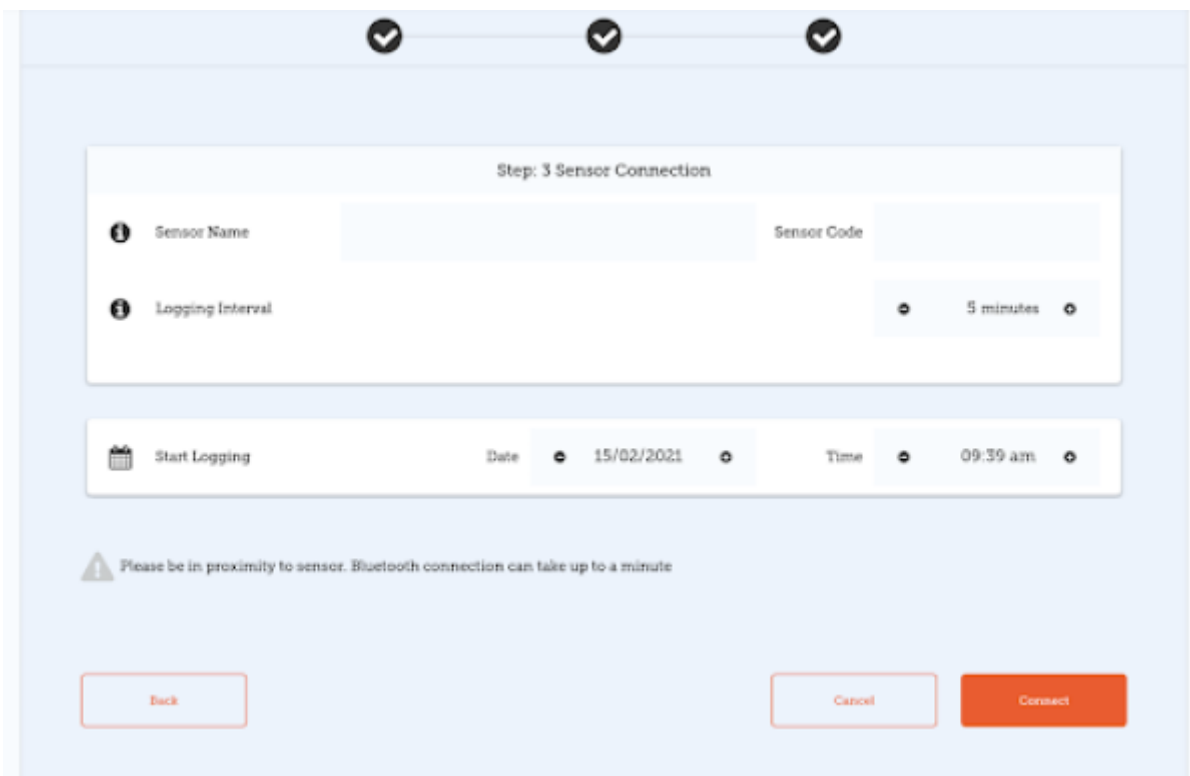 Step: 3 Sensor Connection
Sensor Name Sensor Code
Logging Interval 5 minutes
Start Logging Date 15/02/2021 Time 09:39 am
Please be in proximity to sensor. Bluetooth connection can take up to a minute
Back Cancel Connect